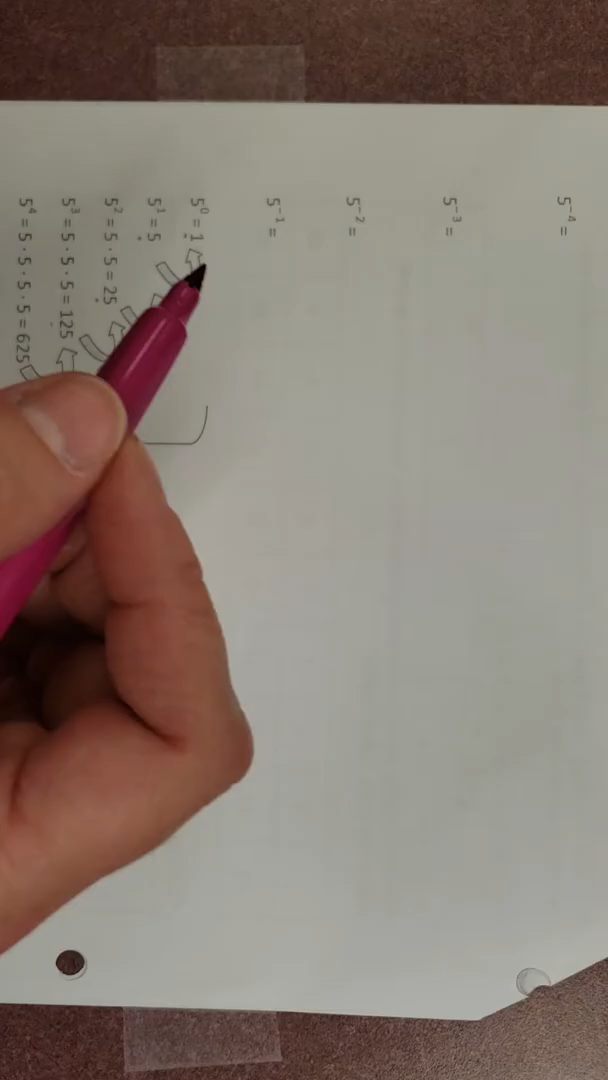 5⁻⁴ =
5⁻³ =
5⁻² =
5⁻¹ =
5⁰ = 1
5¹ = 5
5² = 5 · 5 = 25
5³ = 5 · 5 · 5 = 125
5⁴ = 5 · 5 · 5 · 5 = 625